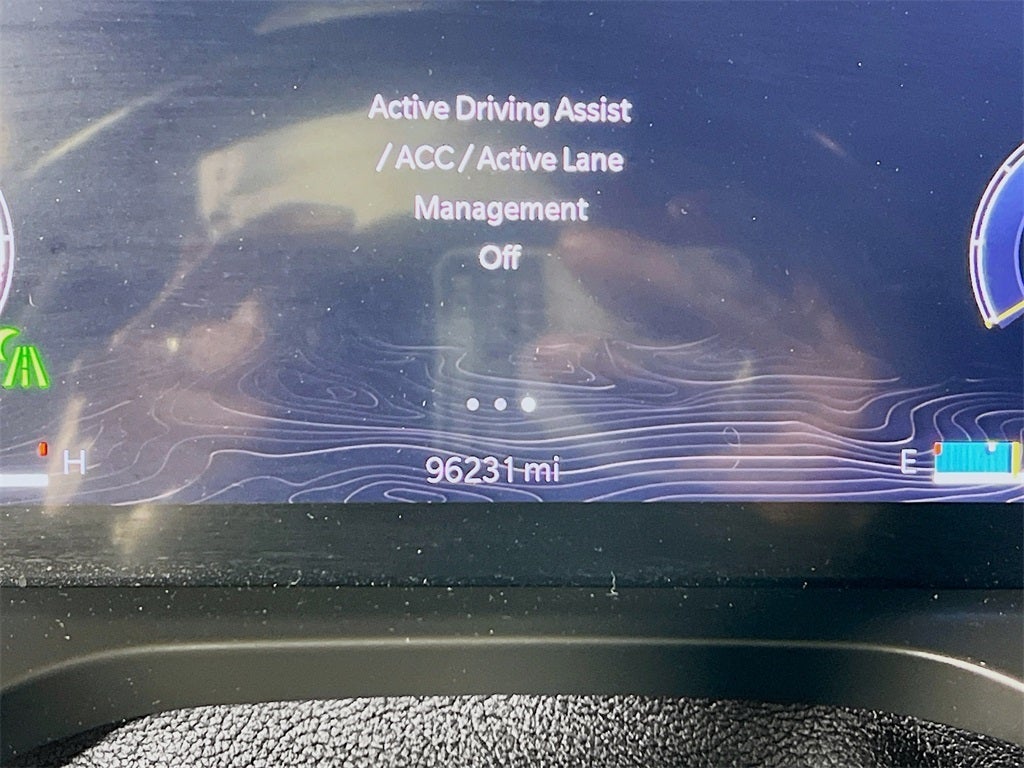 Active Driving Assist
/ACC/Active Lane
Management
Off
H
96231 mi
E